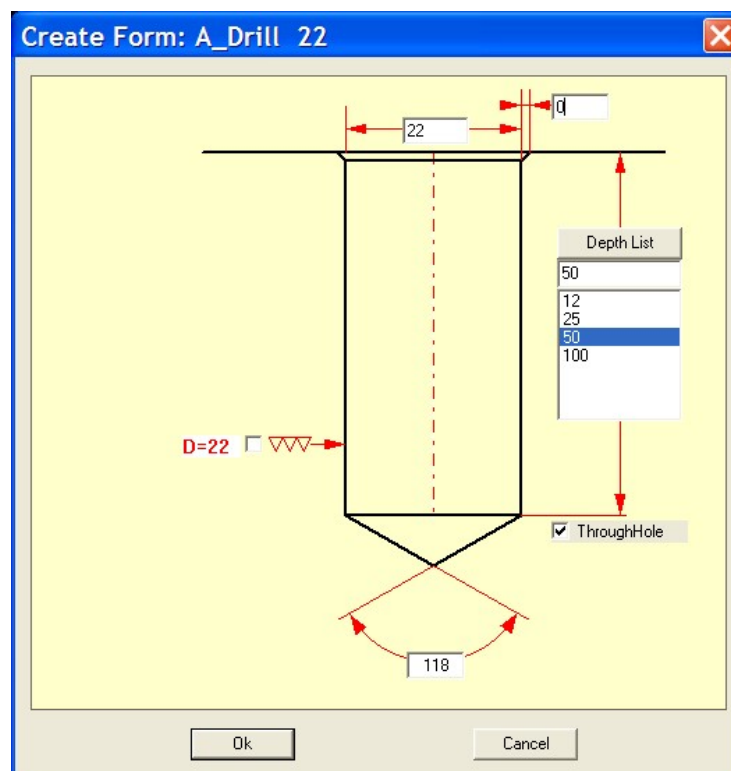 Create Form: A_Drill 22
0
22
Depth List
50
12
25
50
100
D=22
ThroughHole
118
Ok
Cancel